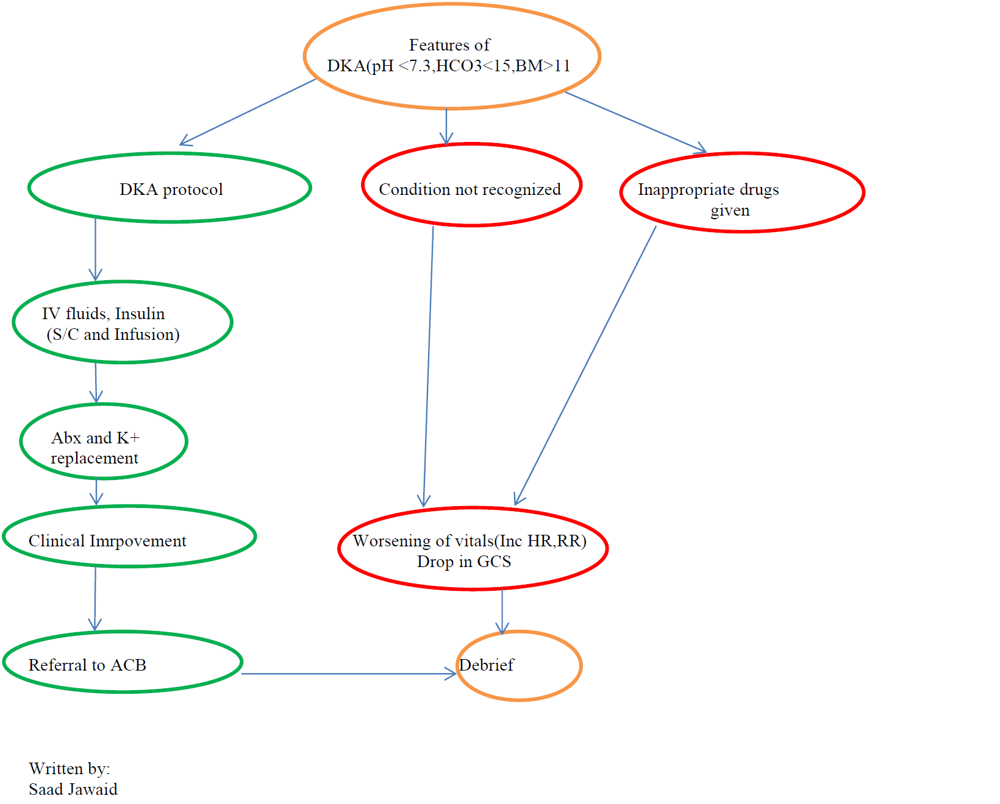 Features of
DKA(pH <7.3,HCO3<15,BM>11
DKA protocol
Condition not recognized
Inappropriate drugs
given
IV fluids, Insulin
(S/C and Infusion)
Abx and K+
replacement
Clinical Imrpovement
Worsening of vitals(Inc HR,RR)
Drop in GCS
Referral to ACB
Debrief
Written by:
Saad Jawaid